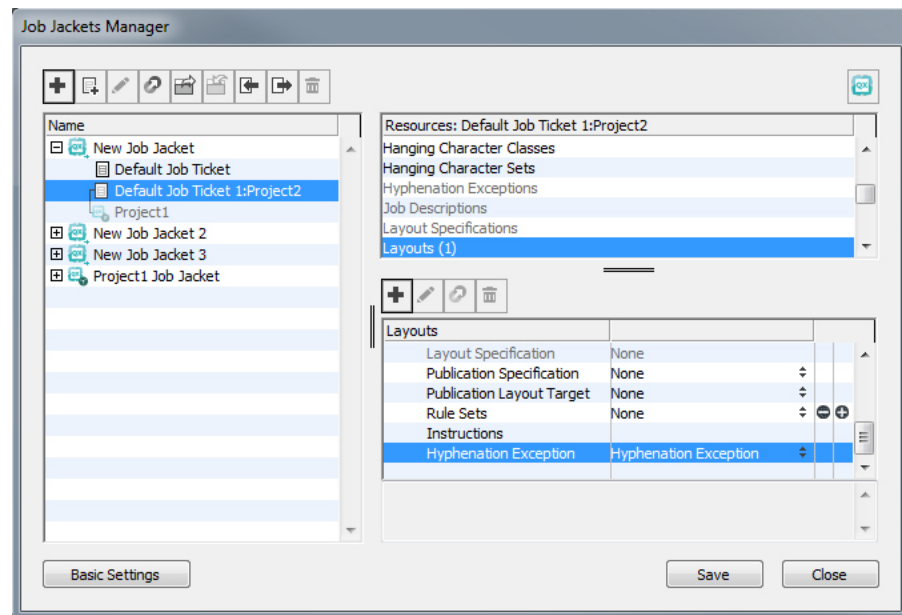 Job Jackets Manager
Name
New Job Jacket
Default Job Ticket
Default Job Ticket 1:Project2
Project1
New Job Jacket 2
New Job Jacket 3
Project1 Job Jacket
Resources: Default Job Ticket 1:Project2
Hanging Character Classes
Hanging Character Sets
Hyphenation Exceptions
Job Descriptions
Layout Specifications
Layouts (1)
Layouts
Layout Specification None
Publication Specification None
Publication Layout Target None
Rule Sets None
Instructions
Hyphenation Exception Hyphenation Exception
Basic Settings
Save
Close